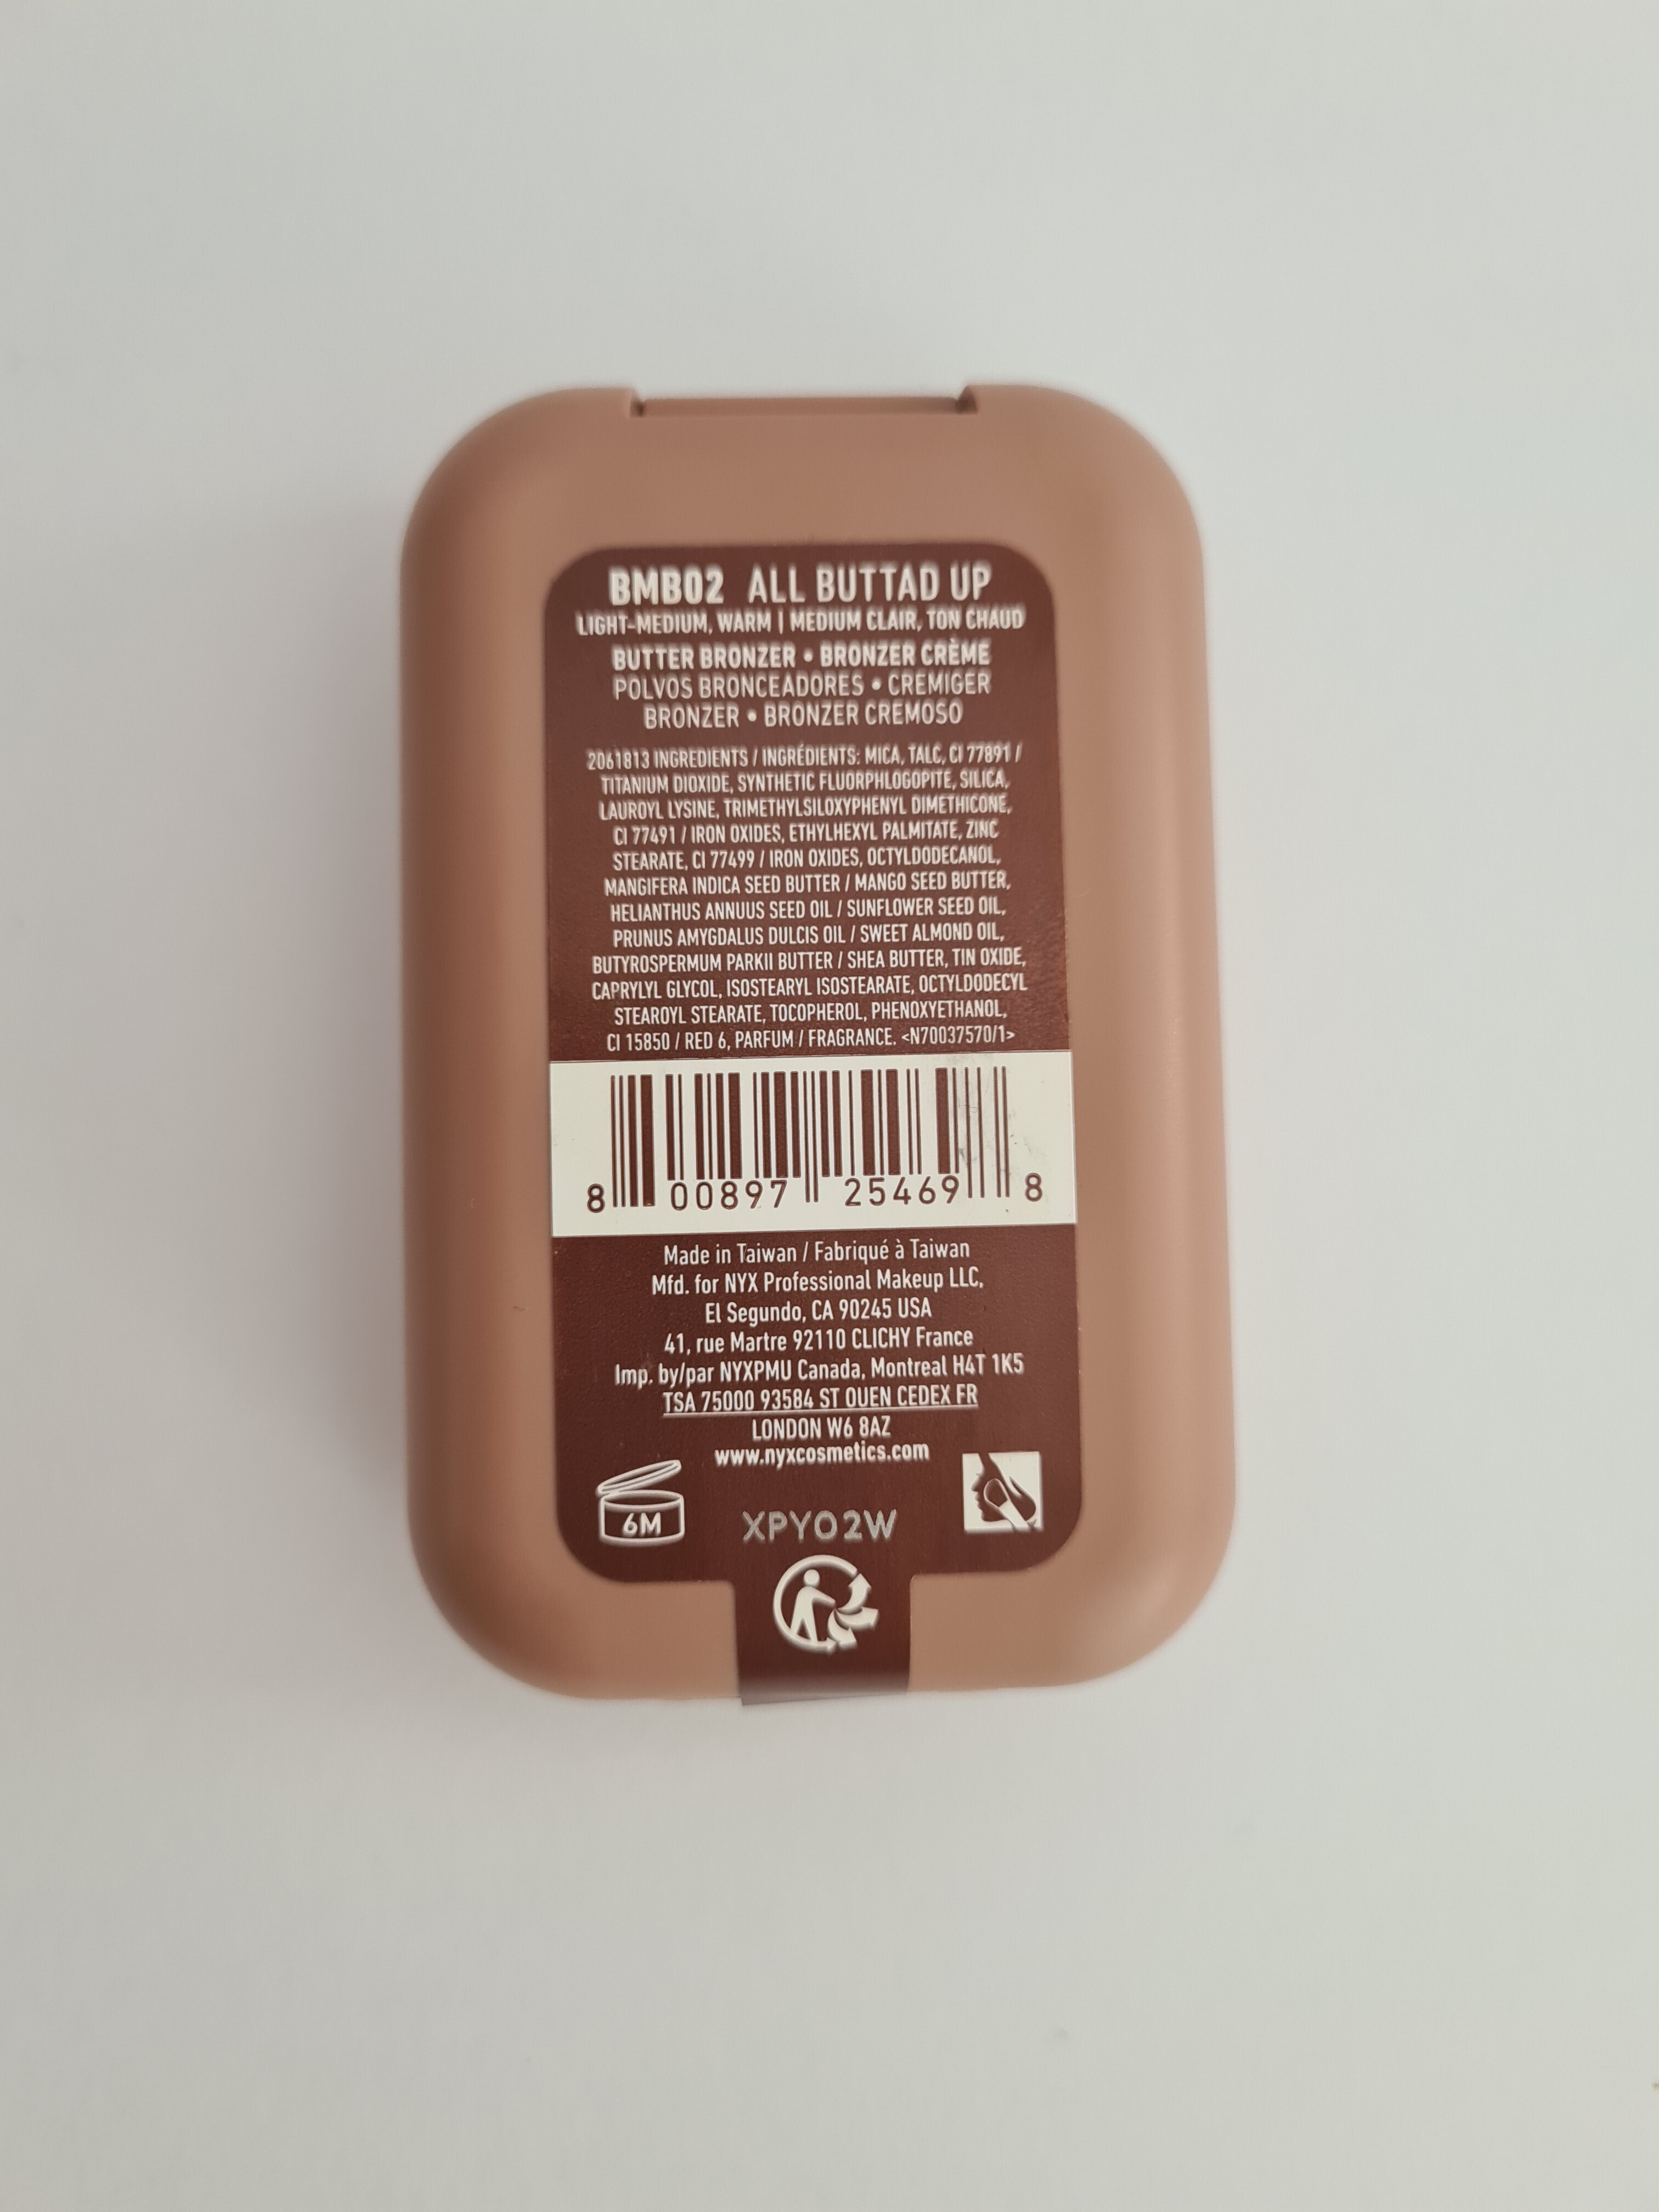 BMB02 ALL BUTTAD UP
LIGHT-MEDIUM, WARM | MEDIUM CLAIR, TON CHAUD
BUTTER BRONZER • BRONZER CRÈME
POLVOS BRONCEADORES • CREMIGER
BRONZER • BRONZER CREMOSO
2061813 INGREDIENTS / INGRÉDIENTS: MICA, TALC, CI 77891 /
TITANIUM DIOXIDE, SYNTHETIC FLUORPHLOGOPITE, SILICA,
LAUROYL LYSINE, TRIMETHYLSILOXYPHENYL DIMETHICONE,
CI 77491 / IRON OXIDES, ETHYLHEXYL PALMITATE, ZINC
STEARATE, CI 77499 / IRON OXIDES, OCTYLDODECANOL,
MANGIFERA INDICA SEED BUTTER / MANGO SEED BUTTER,
HELIANTHUS ANNUUS SEED OIL / SUNFLOWER SEED OIL,
PRUNUS AMYGDALUS DULCIS OIL / SWEET ALMOND OIL,
BUTYROSPERMUM PARKII BUTTER / SHEA BUTTER, TIN OXIDE,
CAPRYLYL GLYCOL, ISOSTEARYL ISOSTEARATE, OCTYLDODECYL
STEAROYL STEARATE, TOCOPHEROL, PHENOXYETHANOL,
CI 15850 / RED 6, PARFUM / FRAGRANCE. <N70037570/1>
8 00897 25469 8
Made in Taiwan / Fabriqué à Taiwan
Mfd. for NYX Professional Makeup LLC,
El Segundo, CA 90245 USA
41, rue Martre 92110 CLICHY France
Imp. by/par NYXPMU Canada, Montreal H4T 1K5
TSA 75000 93584 ST OUEN CEDEX FR
LONDON W6 8AZ
www.nyxcosmetics.com
6M
XPY02W